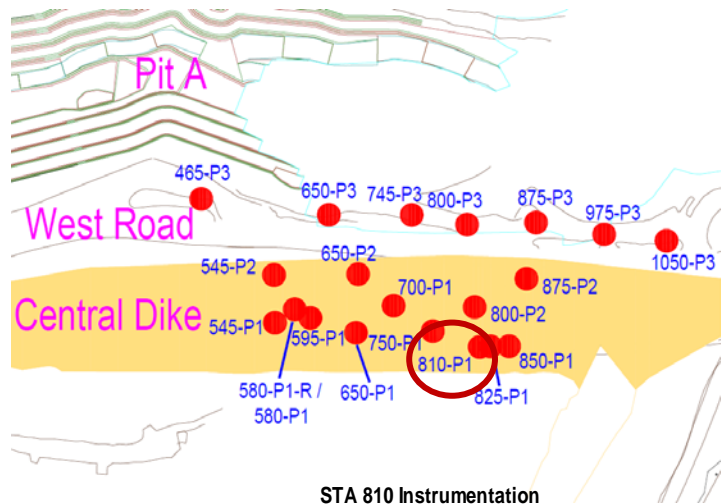 Pit A
465-P3
650-P3
745-P3
800-P3
875-P3
975-P3
1050-P3
West Road
545-P2
650-P2
875-P2
700-P1
800-P2
Central Dike
545-P1
595-P1
750-P1
810-P1
850-P1
580-P1-R /
580-P1
650-P1
825-P1
STA 810 Instrumentation